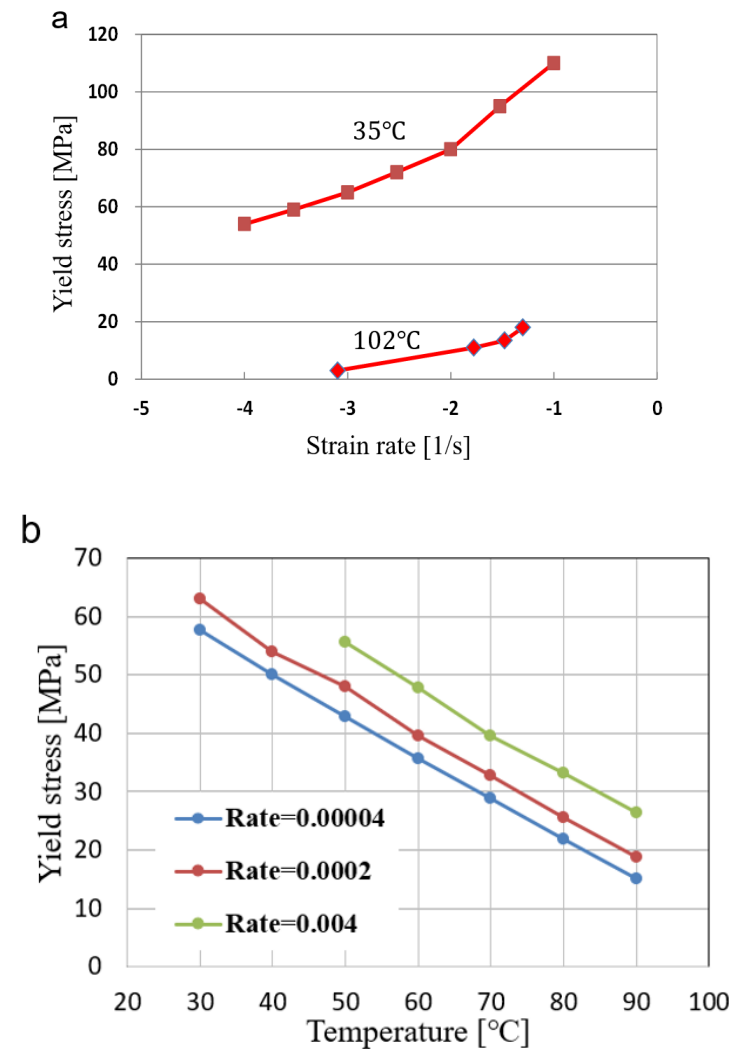 a
120
100
80
60
40
20
0
Yield stress [MPa]
35℃
102℃
-5 -4 -3 -2 -1 0
Strain rate [1/s]
b
70
60
50
40
30
20
10
0
Yield stress [MPa]
Rate=0.00004
Rate=0.0002
Rate=0.004
20 30 40 50 60 70 80 90 100
Temperature [℃]